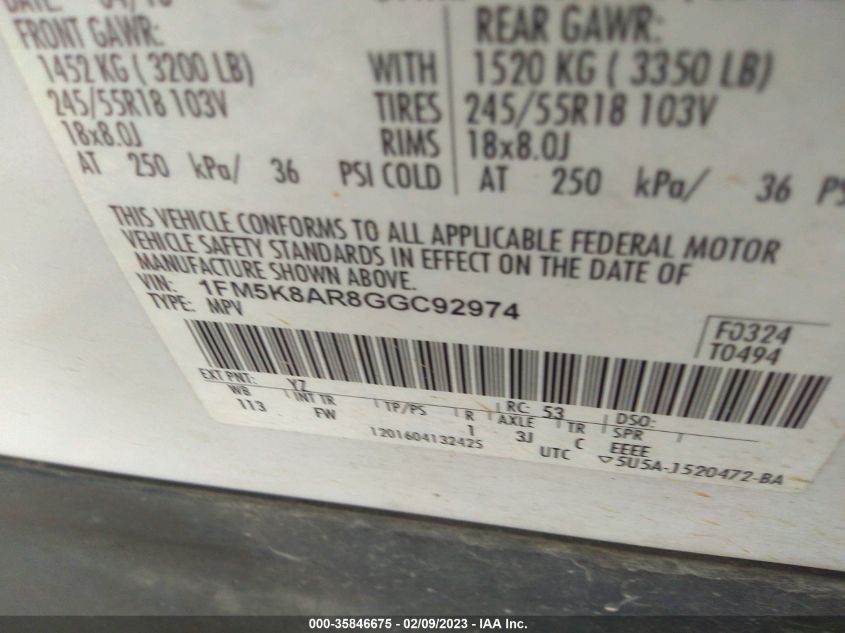 FRONT GAWR: REAR GAWR:
1452 KG ( 3200 LB) WITH 1520 KG ( 3350 LB)
245/55R18 103V TIRES 245/55R18 103V
18x8.0J RIMS 18x8.0J
AT 250 kPa/ 36 PSI COLD AT 250 kPa/ 36
THIS VEHICLE CONFORMS TO ALL APPLICABLE FEDERAL MOTOR
VEHICLE SAFETY STANDARDS IN EFFECT ON THE DATE OF
MANUFACTURE SHOWN ABOVE.
VIN: 1FM5K8AR8GGC92974
TYPE: MPV
F0324
T0494
EXT PNT: YZ RC: 53 DSO:
WB INT TR TP/PS R AXLE TR SPR
113 FW 1 3J C EEEE
1201604132425 UTC 5U5A-1520472-BA
000-35846675 - 02/09/2023 - IAA Inc.